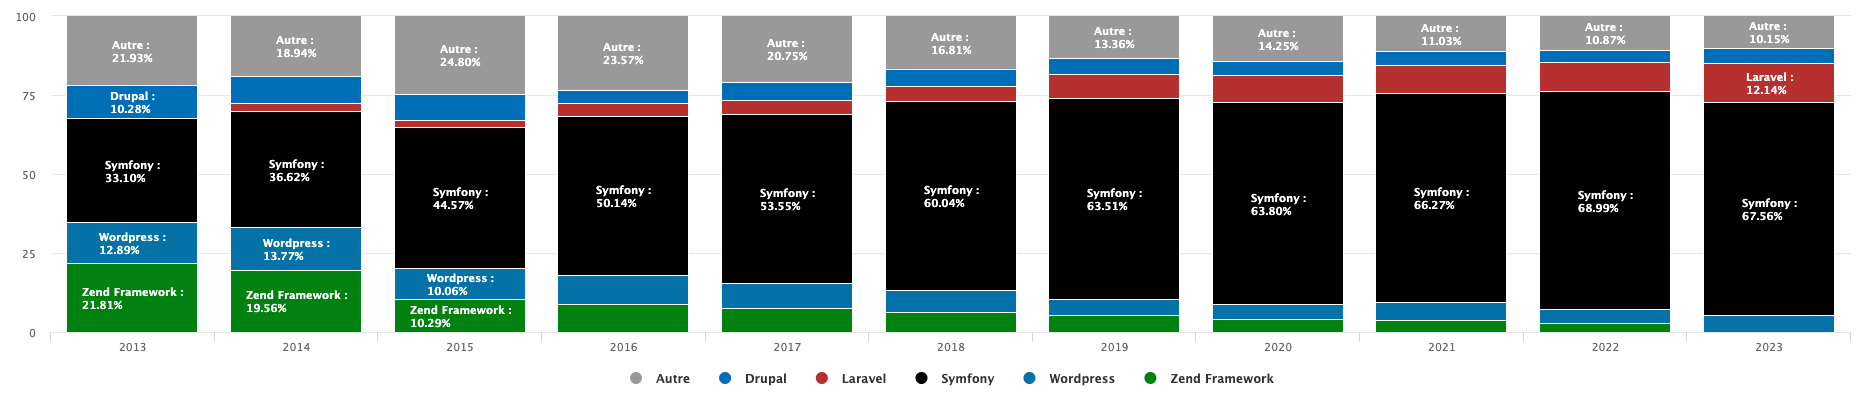 100
75
50
25
0
Autre :
21.93%
Drupal :
10.28%
Symfony :
33.10%
Wordpress :
12.89%
Zend Framework :
21.81%
2013
Autre :
18.94%
Symfony :
36.62%
Wordpress :
13.77%
Zend Framework :
19.56%
2014
Autre :
24.80%
Symfony :
44.57%
Wordpress :
10.06%
Zend Framework :
10.29%
2015
Autre :
23.57%
Symfony :
50.14%
2016
Autre :
20.75%
Symfony :
53.55%
2017
Autre :
16.81%
Symfony :
60.04%
2018
Autre :
13.36%
Symfony :
63.51%
2019
Autre :
14.25%
Symfony :
63.80%
2020
Autre :
11.03%
Symfony :
66.27%
2021
Autre :
10.87%
Symfony :
68.99%
2022
Autre :
10.15%
Laravel :
12.14%
Symfony :
67.56%
2023
Autre Drupal Laravel Symfony Wordpress Zend Framework